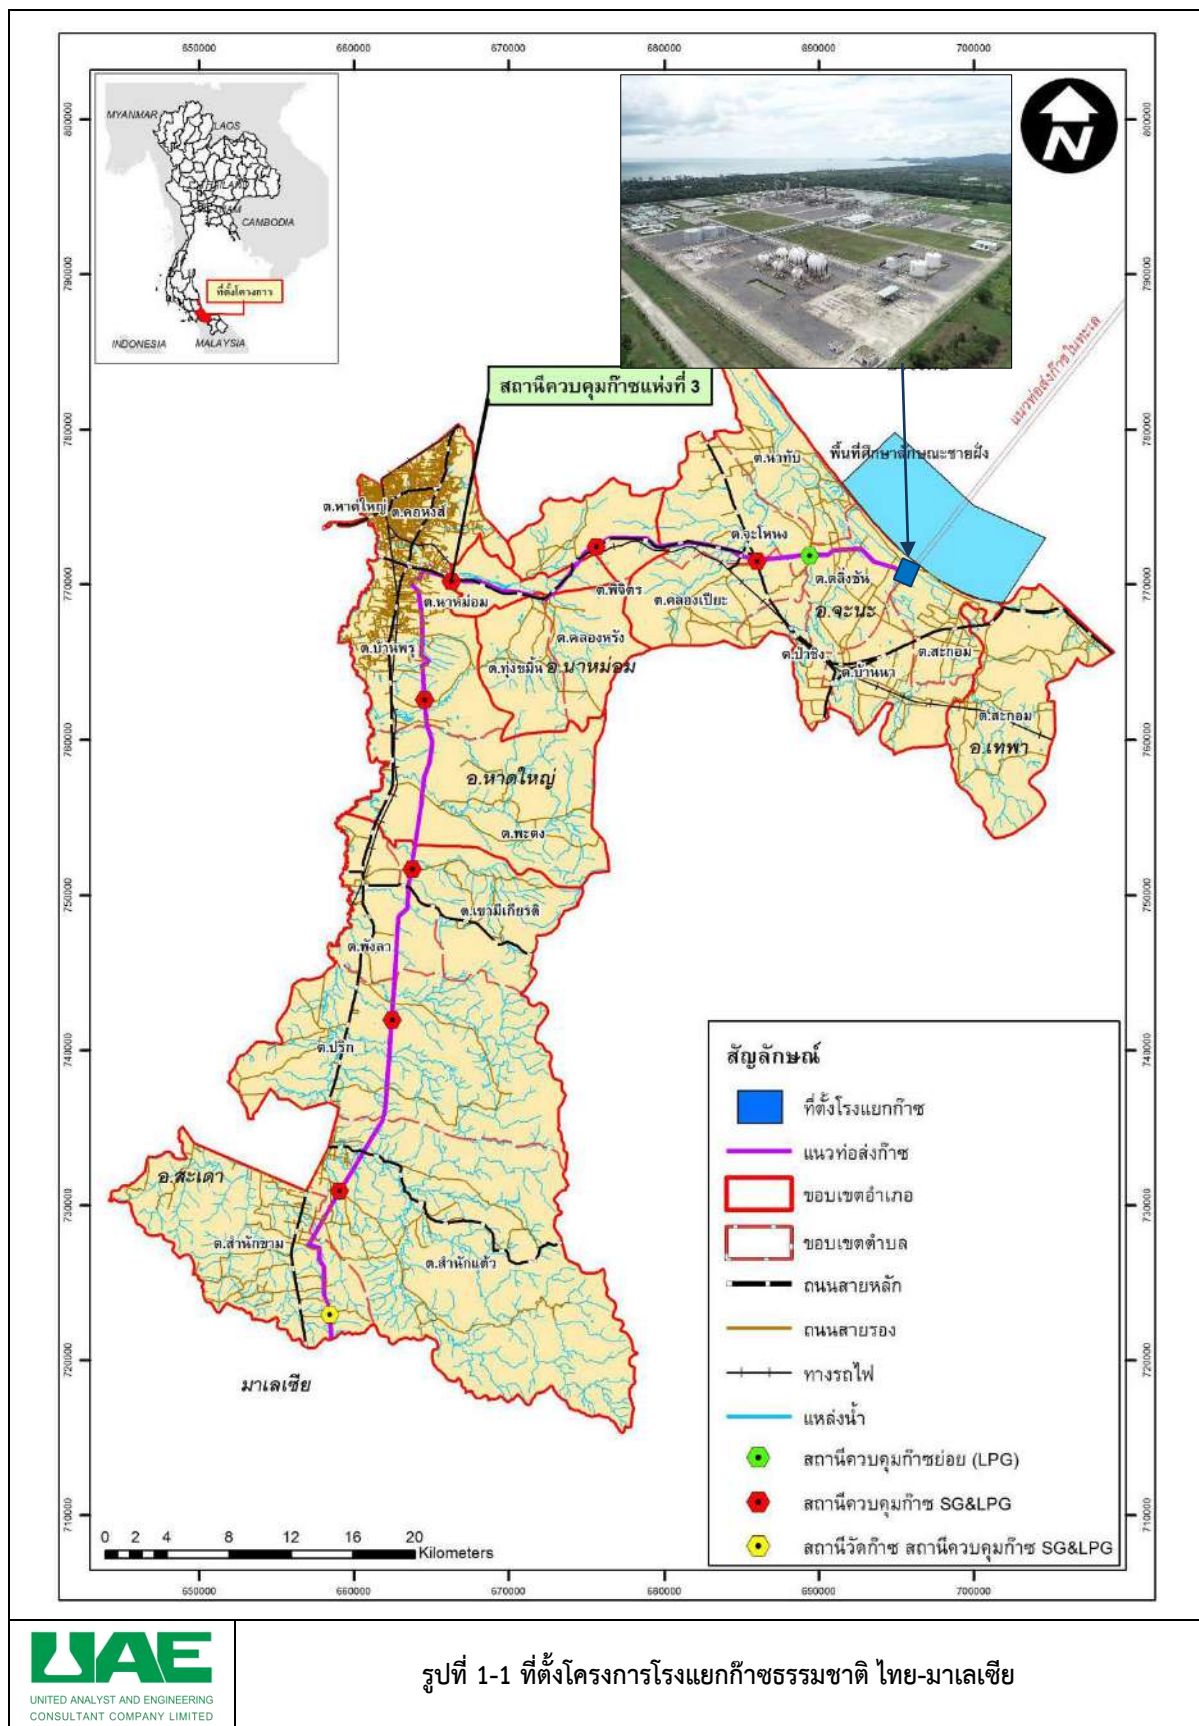 650000 660000 670000 680000 690000 700000
800000 790000 780000 770000 760000 750000 740000 730000 720000 710000
800000 790000 780000 770000 760000 750000 740000 730000 720000 710000
MYANMAR
LAOS
THAILAND
CAMBODIA
ที่ตั้งโครงการ
INDONESIA
MALAYSIA
N
แนวท่อส่งก๊าซในทะเล
สถานีควบคุมก๊าซแห่งที่ 3
พื้นที่ศึกษาลักษณะชายฝั่ง
ต.นาทับ
ต.หาดใหญ่
ต.คอหงส์
ต.จะโหนง
ต.ตลิ่งชัน
ต.พิจิตร
ต.คลองเปียะ
ต.นาหม่อม
อ.จะนะ
ต.คลองหรัง
ต.บ้านพรุ
ต.ทุ่งขมิ้น
อ.นาหม่อม
ต.ป่าชิง
ต.บ้านนา
ต.สะกอม
ต.สะกอม
อ.เทพา
อ.หาดใหญ่
ต.พะตง
ต.เขามีเกียรติ
ต.พังลา
ต.ปริก
อ.สะเดา
ต.สำนักขาม
ต.สำนักแต้ว
มาเลเซีย
สัญลักษณ์
ที่ตั้งโรงแยกก๊าซ
แนวท่อส่งก๊าซ
ขอบเขตอำเภอ
ขอบเขตตำบล
ถนนสายหลัก
ถนนสายรอง
ทางรถไฟ
แหล่งน้ำ
สถานีควบคุมก๊าซย่อย (LPG)
สถานีควบคุมก๊าซ SG&LPG
สถานีวัดก๊าซ สถานีควบคุมก๊าซ SG&LPG
0 2 4 8 12 16 20
Kilometers
650000 660000 670000 680000 690000 700000
UAE
UNITED ANALYST AND ENGINEERING
CONSULTANT COMPANY LIMITED
รูปที่ 1-1 ที่ตั้งโครงการโรงแยกก๊าซธรรมชาติ ไทย-มาเลเซีย